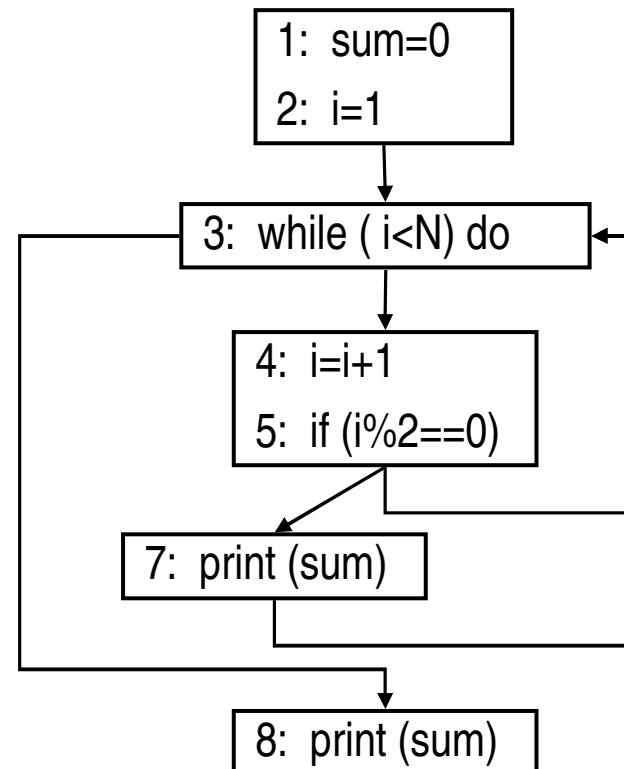 1: sum=0
2: i=1
3: while ( i<N) do
4: i=i+1
5: if (i%2==0)
7: print (sum)
8: print (sum)